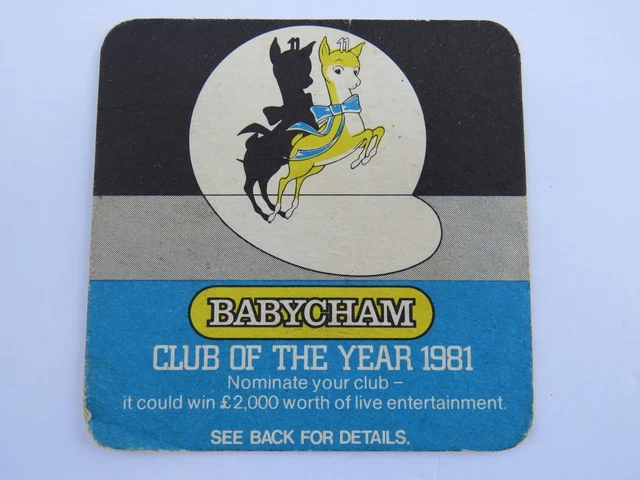 BABYCHAM
CLUB OF THE YEAR 1981
Nominate your club –
it could win £2,000 worth of live entertainment.
SEE BACK FOR DETAILS.